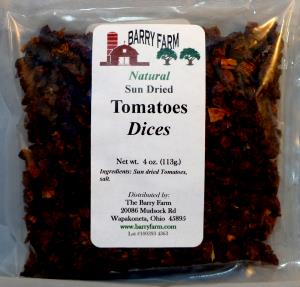 BARRY FARM
Natural
Sun Dried
Tomatoes
Dices
Net wt. 4 oz. (113g.)
Ingredients: Sun dried Tomatoes,
salt.
Distributed by:
The Barry Farm
20086 Mudsock Rd
Wapakoneta, Ohio 45895
www.barryfarm.com